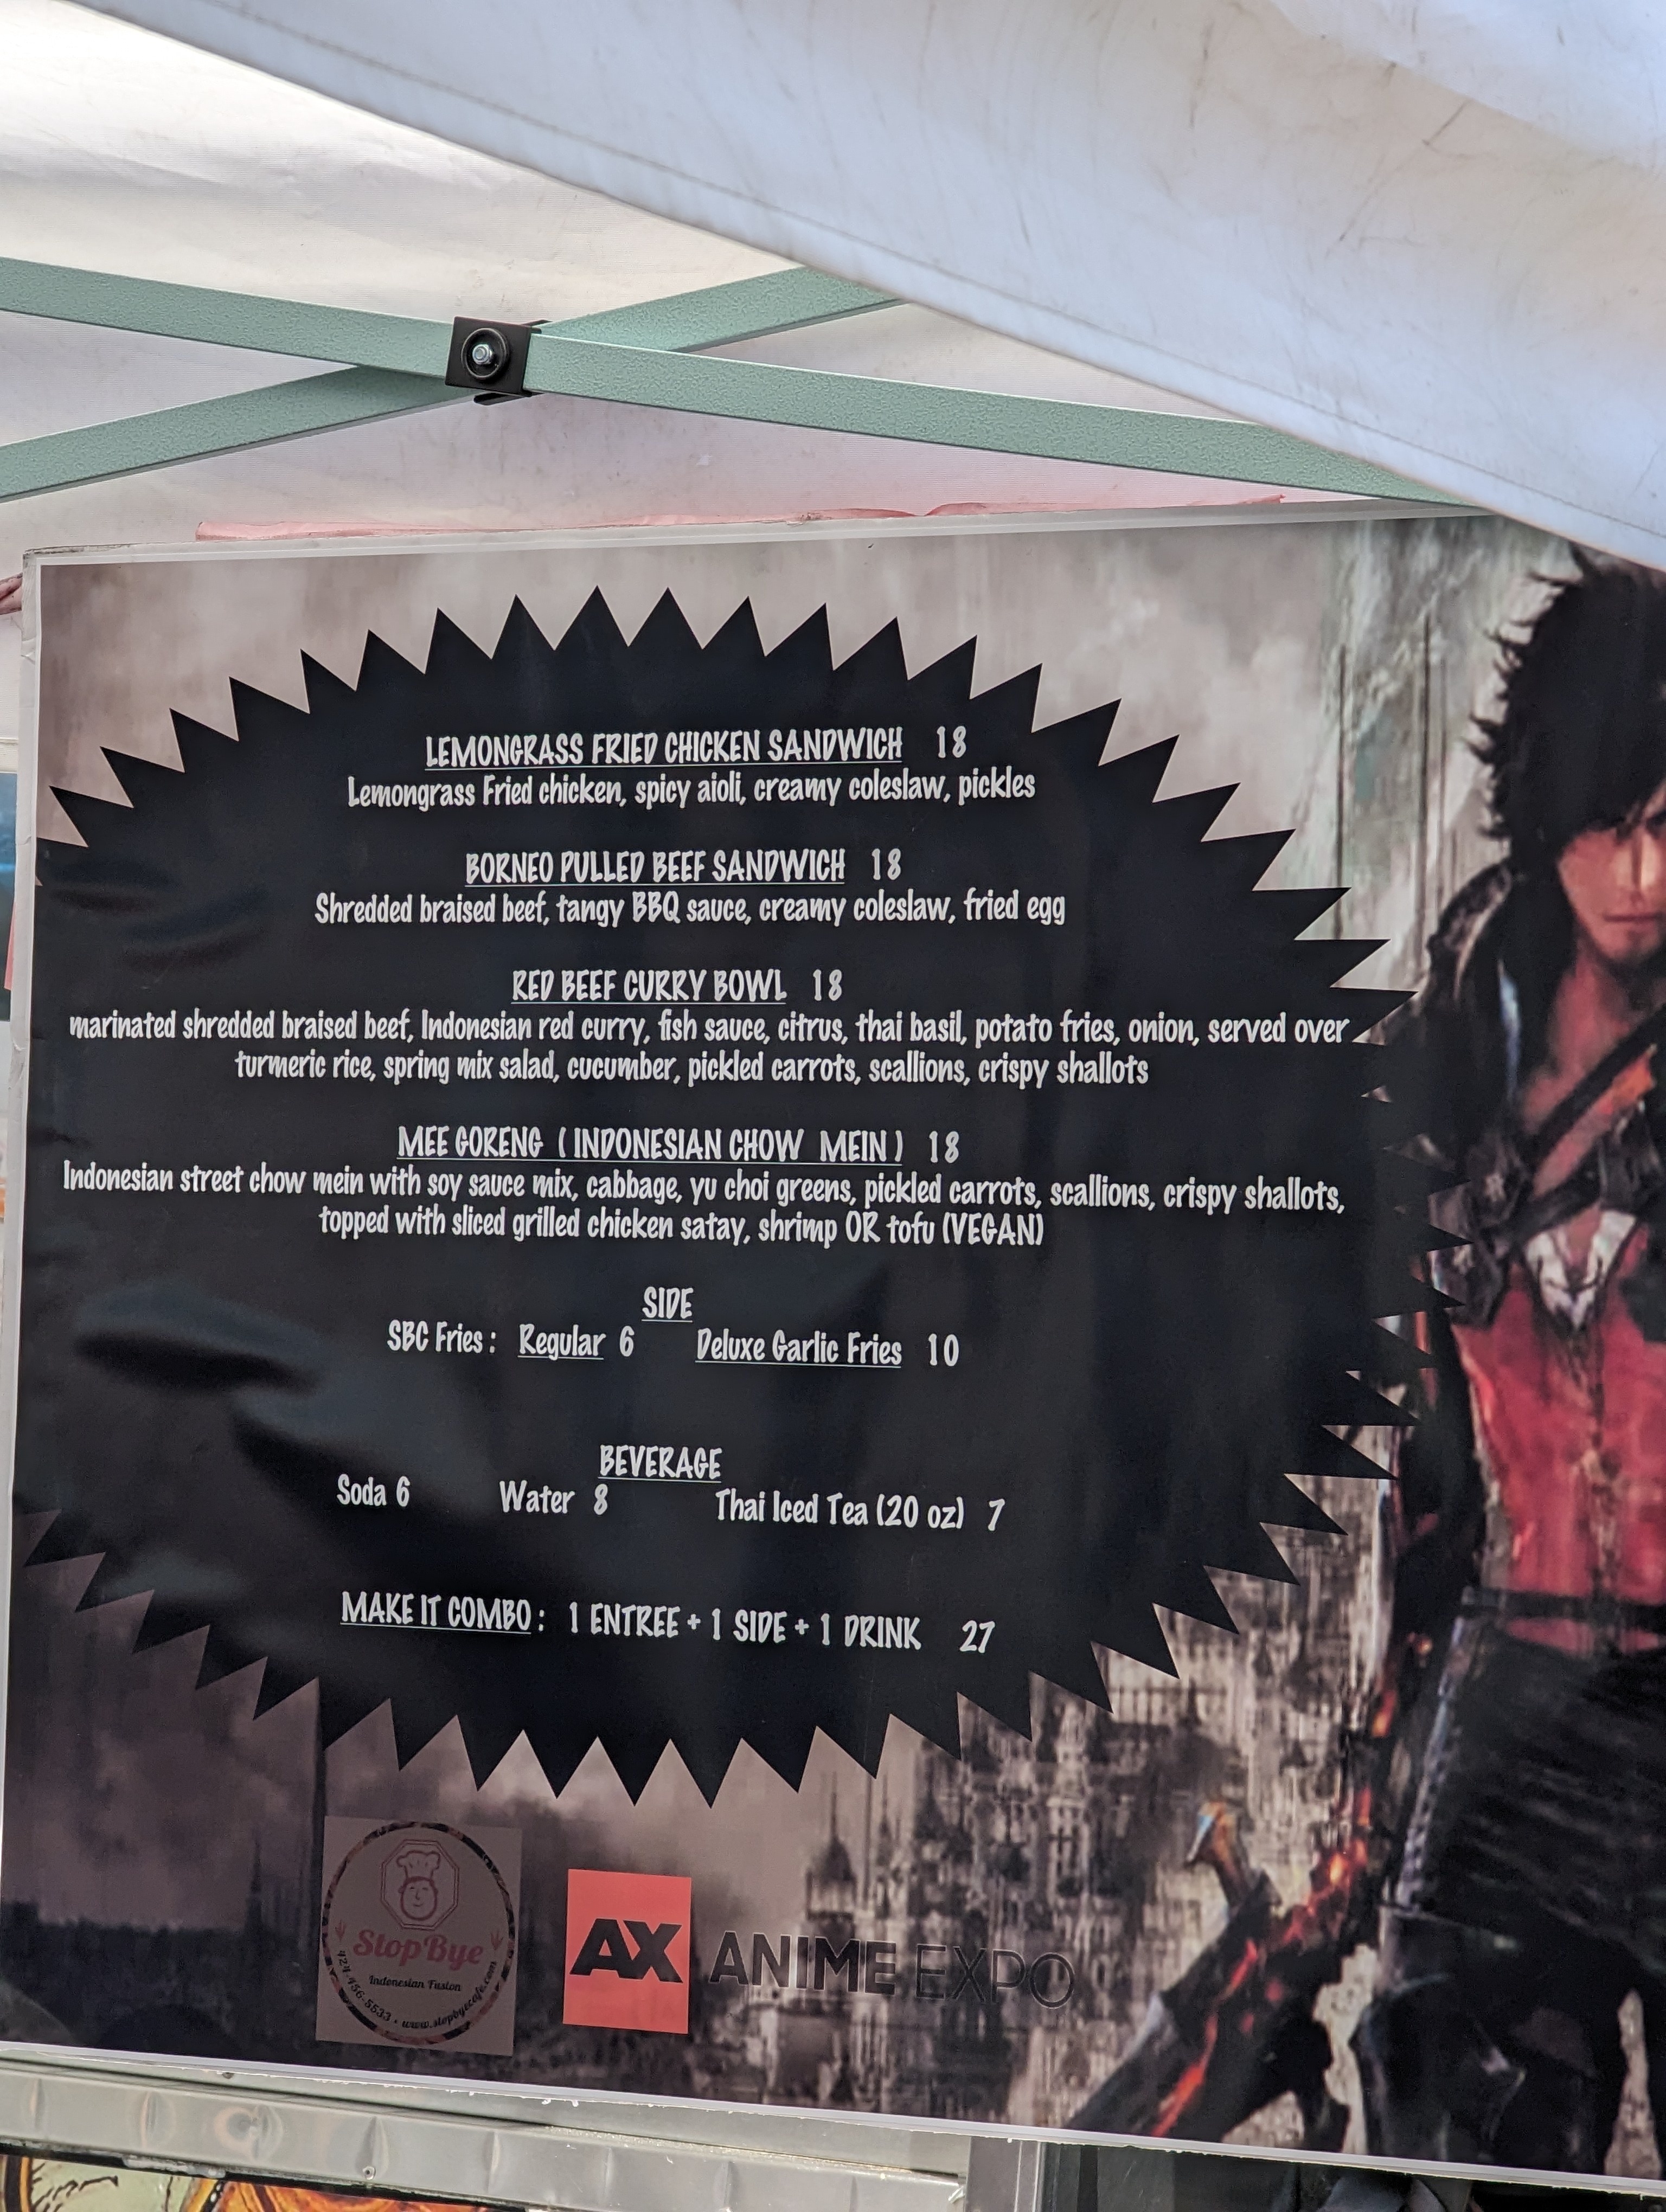 LEMONGRASS FRIED CHICKEN SANDWICH 18
Lemongrass Fried chicken, spicy aioli, creamy coleslaw, pickles
BORNEO PULLED BEEF SANDWICH 18
Shredded braised beef, tangy BBQ sauce, creamy coleslaw, fried egg
RED BEEF CURRY BOWL 18
marinated shredded braised beef, Indonesian red curry, fish sauce, citrus, thai basil, potato fries, onion, served over
turmeric rice, spring mix salad, cucumber, pickled carrots, scallions, crispy shallots
MEE GORENG ( INDONESIAN CHOW MEIN ) 18
Indonesian street chow mein with soy sauce mix, cabbage, yu choi greens, pickled carrots, scallions, crispy shallots,
topped with sliced grilled chicken satay, shrimp OR tofu (VEGAN)
SIDE
SBC Fries : Regular 6 Deluxe Garlic Fries 10
BEVERAGE
Soda 6 Water 8 Thai Iced Tea (20 oz) 7
MAKE IT COMBO : 1 ENTREE + 1 SIDE + 1 DRINK 27
StopBye
Indonesian Fusion
424-456-5533 • www.stopbyecafe.com
AX ANIME EXPO